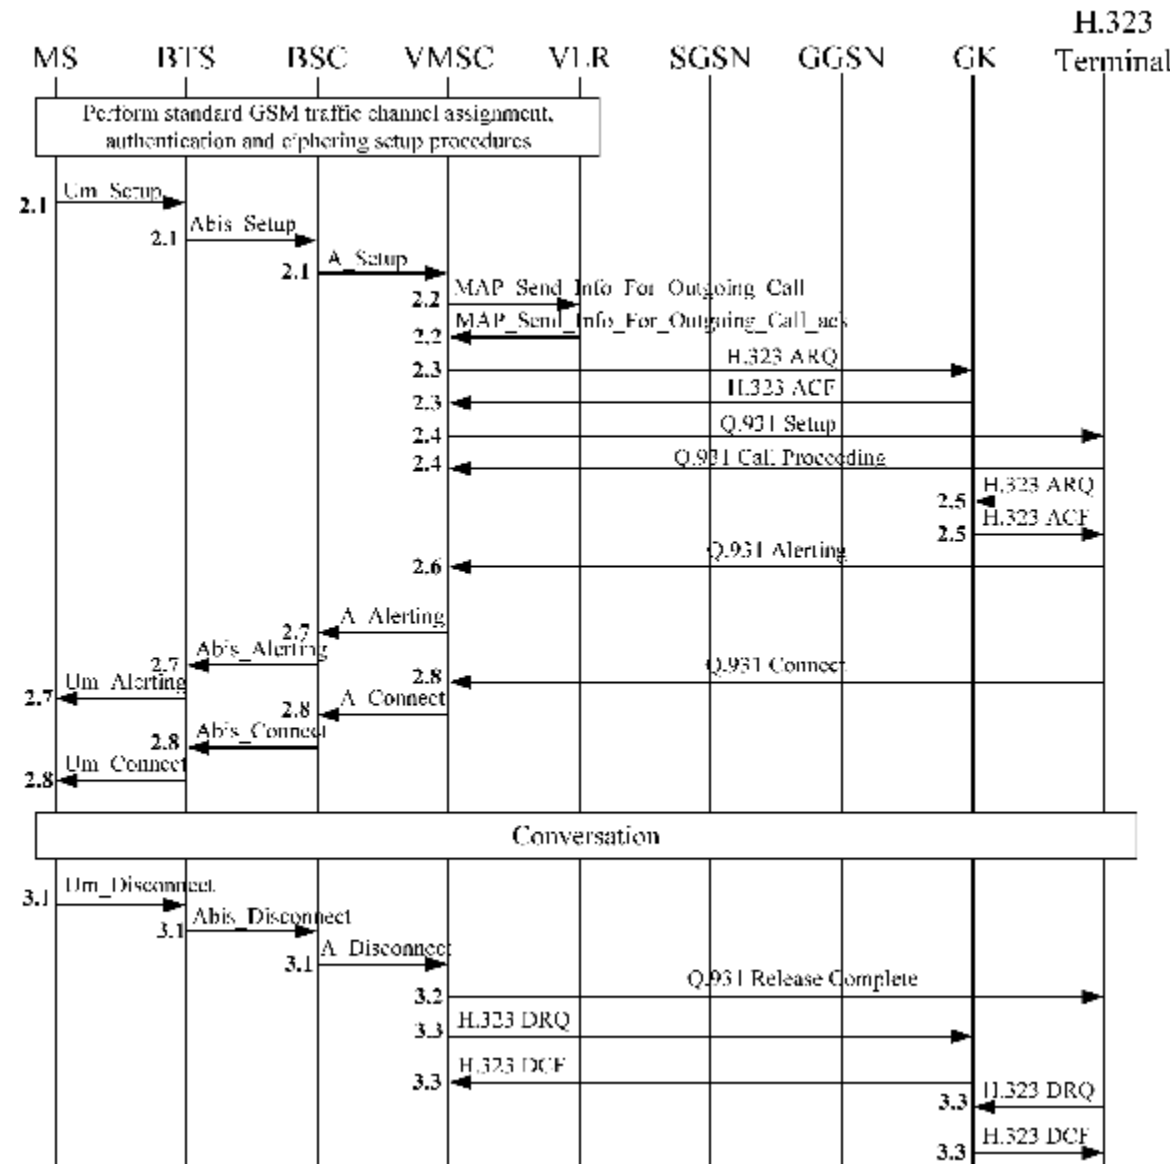 H.323
MS BTS BSC VMSC VLR SGSN GGSN GK Terminal
Perform standard GSM traffic channel assignment,
authentication and ciphering setup procedures
2.1 Um_Setup
2.1 Abis_Setup
2.1 A_Setup
2.2 MAP_Send_Info_For_Outgoing_Call
2.2 MAP_Send_Info_For_Outgoing_Call_ack
2.3 H.323 ARQ
2.3 H.323 ACF
2.4 Q.931 Setup
2.4 Q.931 Call Proceeding
2.5 H.323 ARQ
2.5 H.323 ACF
2.6 Q.931 Alerting
2.7 A_Alerting
2.7 Abis_Alerting
2.7 Um_Alerting
2.8 Q.931 Connect
2.8 A_Connect
2.8 Abis_Connect
2.8 Um_Connect
Conversation
3.1 Um_Disconnect
3.1 Abis_Disconnect
3.1 A_Disconnect
3.2 Q.931 Release Complete
3.3 H.323 DRQ
3.3 H.323 DCF
3.3 H.323 DRQ
3.3 H.323 DCF